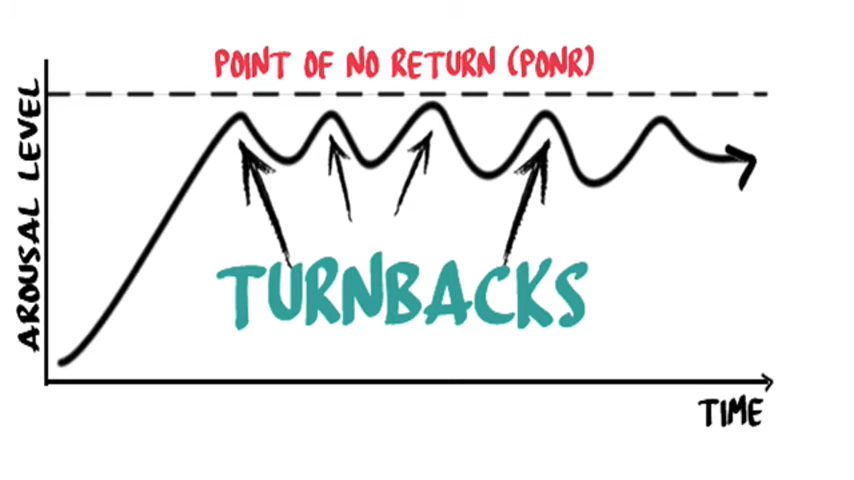 POINT OF NO RETURN (PONR)
AROUSAL LEVEL
TURNBACKS
TIME